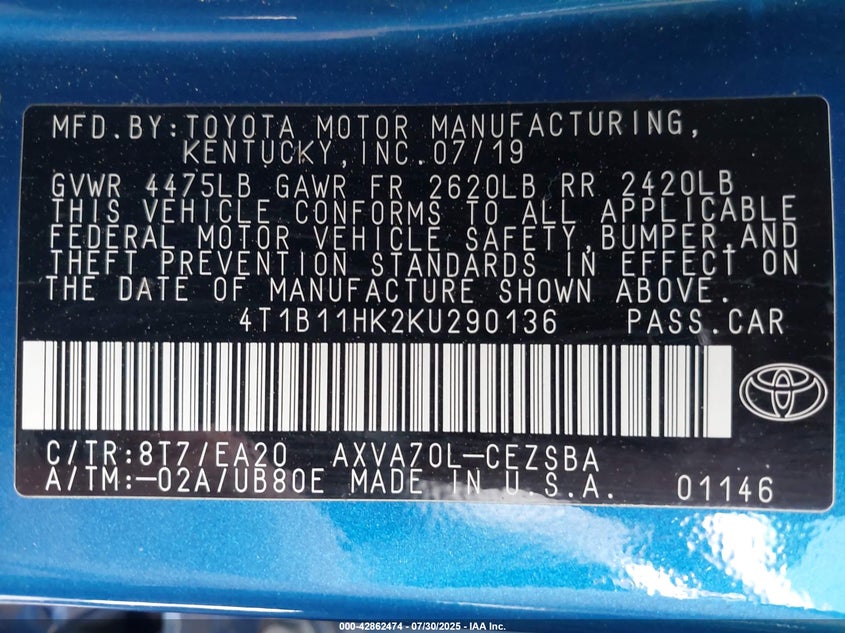 MFD.BY:TOYOTA MOTOR MANUFACTURING,
KENTUCKY,INC.07/19
GVWR 4475LB GAWR FR 2620LB RR 2420LB
THIS VEHICLE CONFORMS TO ALL APPLICABLE
FEDERAL MOTOR VEHICLE SAFETY,BUMPER,AND
THEFT PREVENTION STANDARDS IN EFFECT ON
THE DATE OF MANUFACTURE SHOWN ABOVE.
4T1B11HK2KU290136 PASS.CAR
C/TR:8T7/EA20 AXVA70L-CEZSBA
A/TM:-02A/UB80E MADE IN U.S.A. 01146
000-42862474 - 07/30/2025 - IAA Inc.